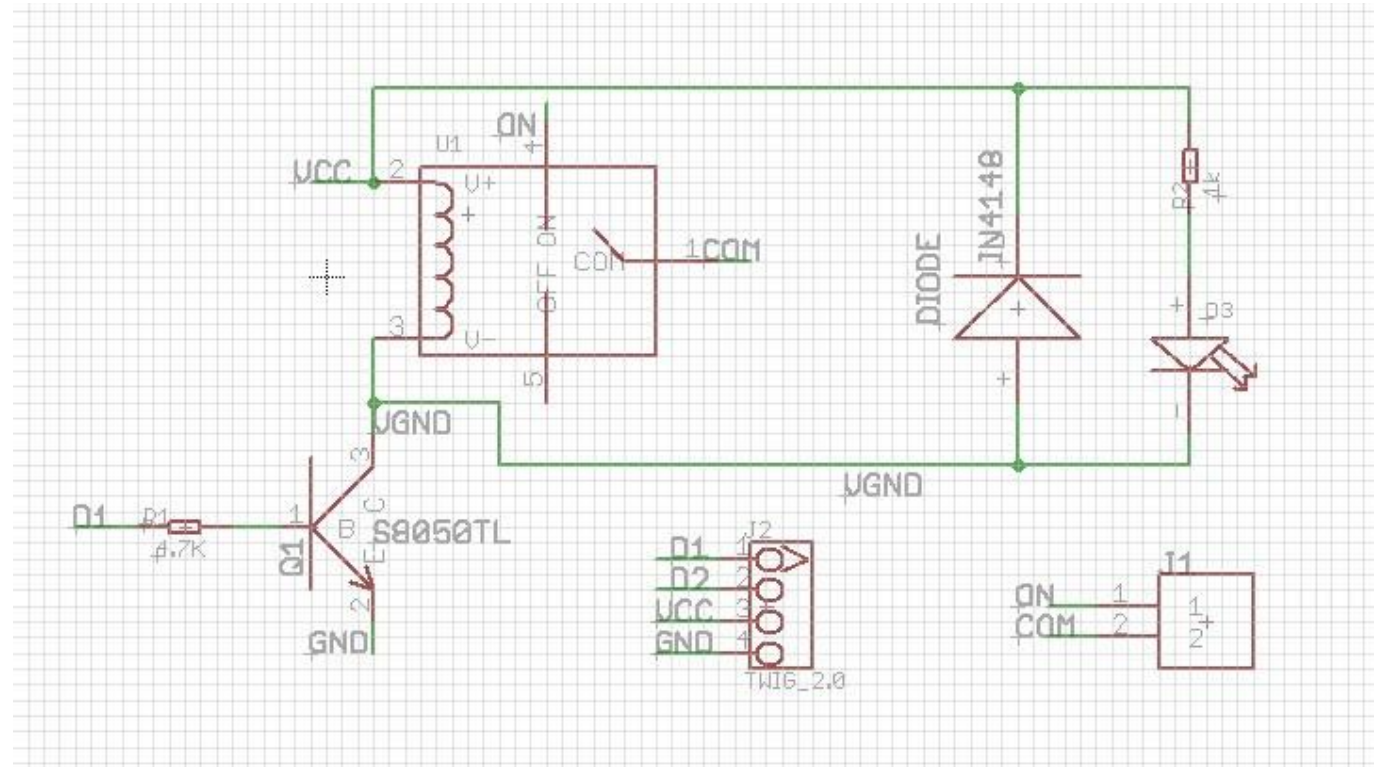 ON
4
U1
VCC
2
V+
+
ON
OFF
COM
1
COM
3
V-
5
VGND
DIODE
1N4148
+
+
R2
1k
+
D3
-
VGND
D1
R1
4.7K
1
B
3
C
E
2
Q1
S8050TL
GND
J2
D1
1
D2
2
VCC
3
GND
4
TWIG_2.0
J1
ON
1
1
COM
2
2
+